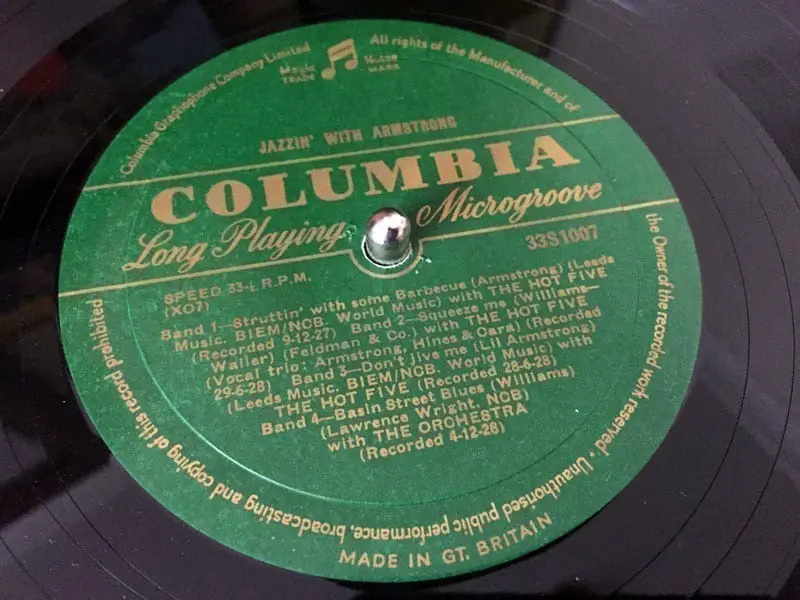 Columbia Graphophone Company Limited
Magic Notes
TRADE MARK
All rights of the Manufacturer and of
the Owner of the recorded work reserved · Unauthorised public performance, broadcasting and copying of this record prohibited
JAZZIN' WITH ARMSTRONG
COLUMBIA
Long Playing Microgroove
33S1007
SPEED 33⅓ R.P.M.
(XO7)
Band 1—Struttin' with some Barbecue (Armstrong) (Leeds
Music. BIEM/NCB. World Music) with THE HOT FIVE
(Recorded 9-12-27) Band 2—Squeeze me (Williams—
Waller) (Feldman & Co.) with THE HOT FIVE
(Vocal trio: Armstrong, Hines & Cara) (Recorded
29-6-28) Band 3—Don't jive me (Lil Armstrong)
(Leeds Music. BIEM/NCB. World Music) with
THE HOT FIVE (Recorded 28-6-28)
Band 4—Basin Street Blues (Williams)
(Lawrence Wright. NCB)
with THE ORCHESTRA
(Recorded 4-12-28)
MADE IN GT. BRITAIN